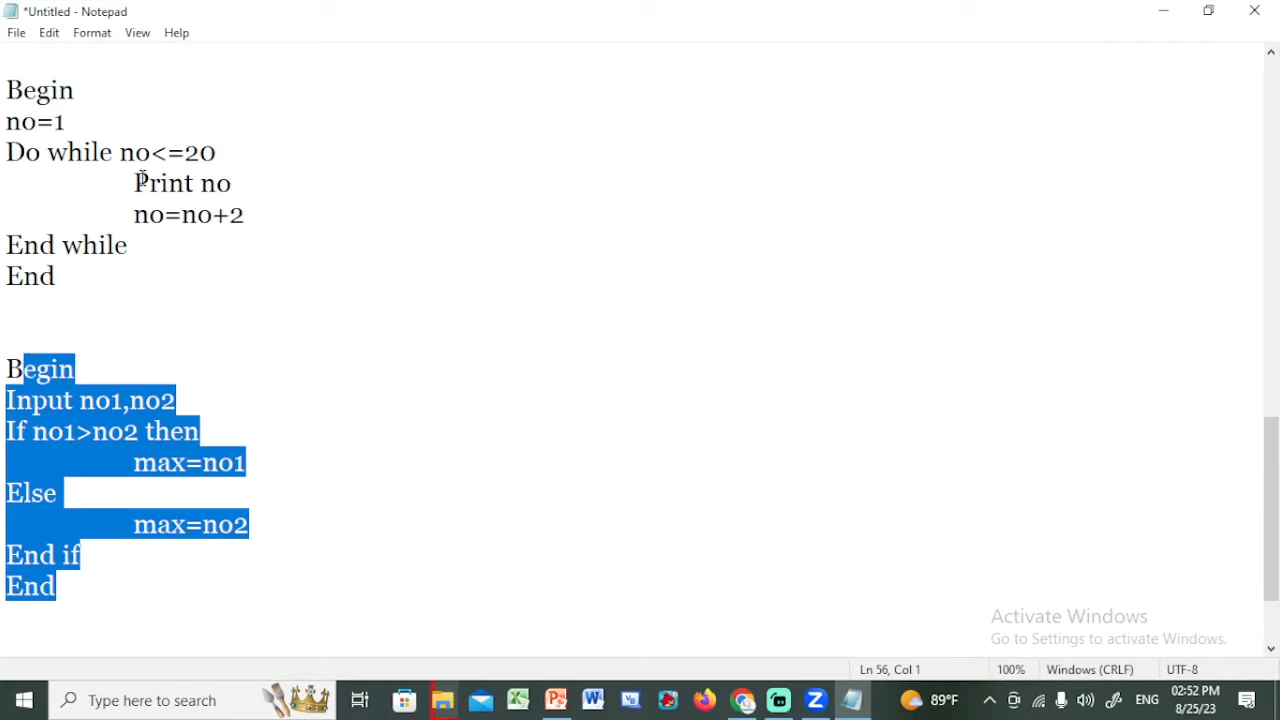 *Untitled - Notepad
File Edit Format View Help
Begin
no=1
Do while no<=20
Print no
no=no+2
End while
End
Begin
Input no1,no2
If no1>no2 then
max=no1
Else
max=no2
End if
End
Activate Windows
Go to Settings to activate Windows.
Ln 56, Col 1 100% Windows (CRLF) UTF-8
Type here to search 89°F ENG 02:52 PM
8/25/23